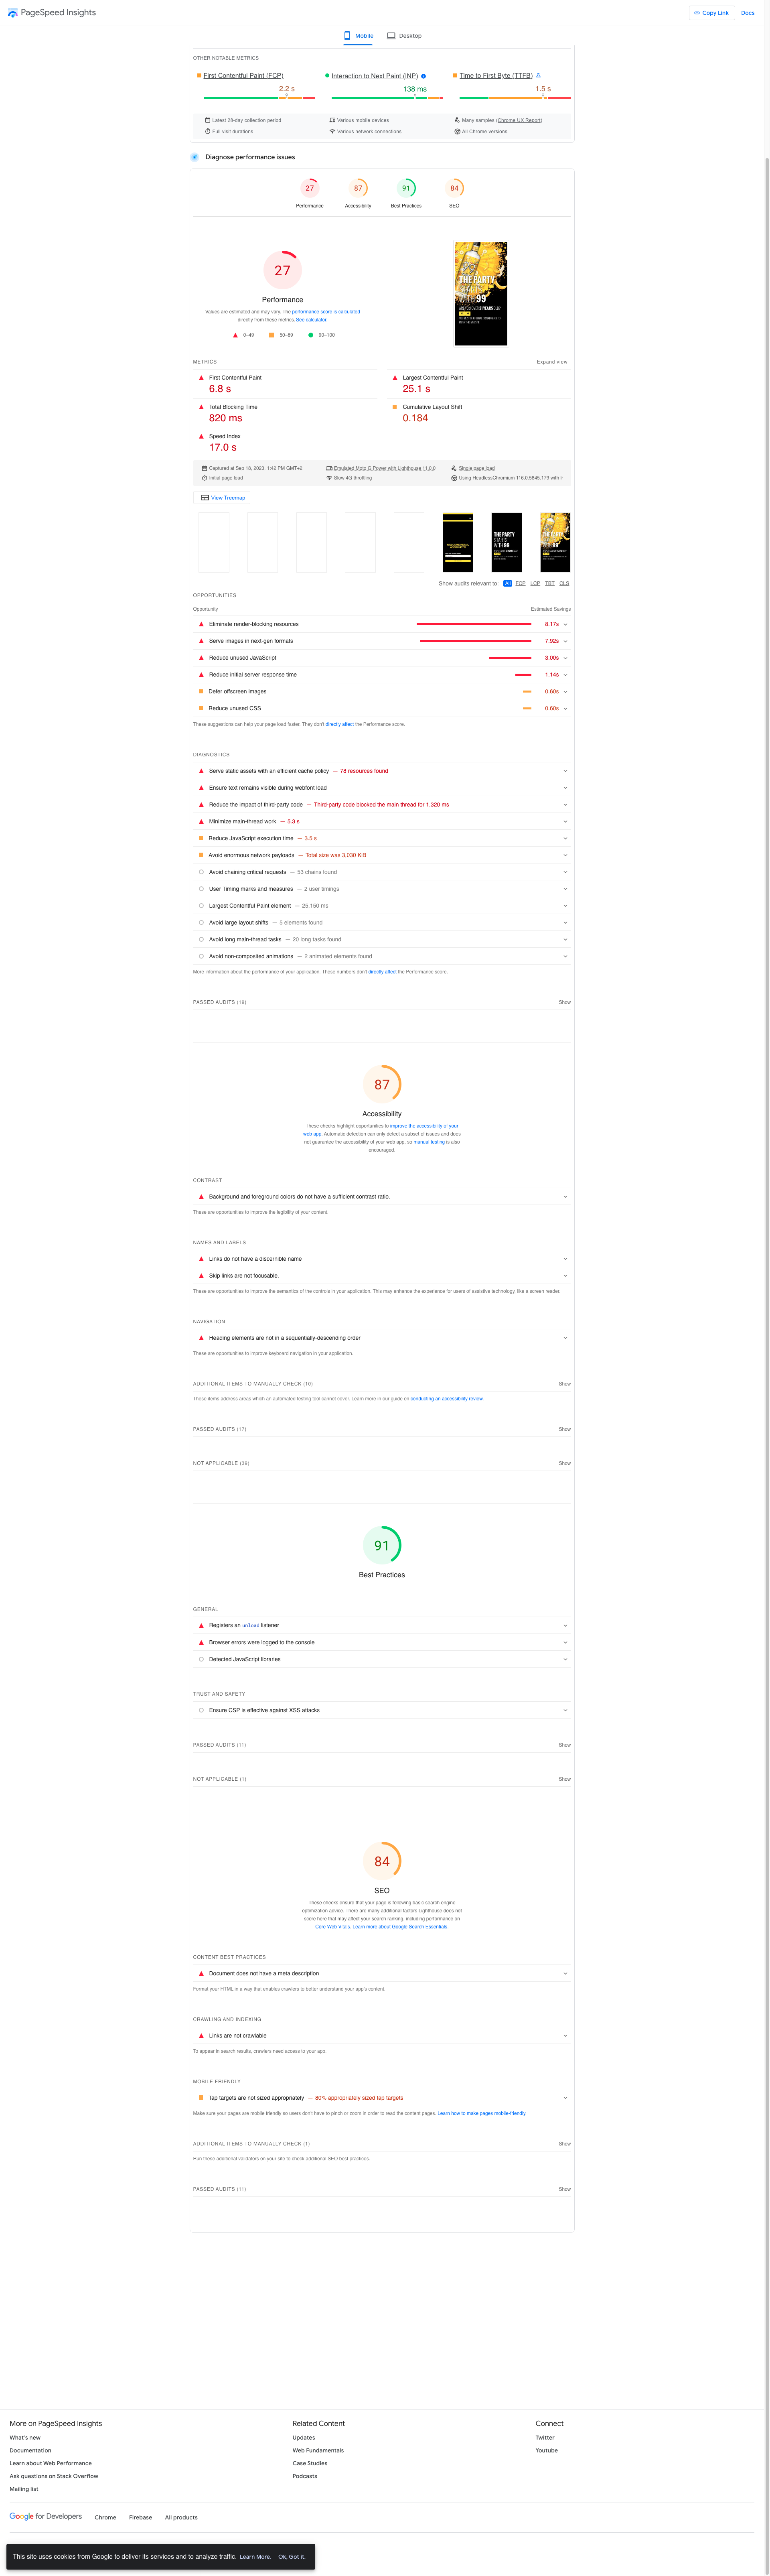 PageSpeed Insights
Copy Link
Docs
Mobile
Desktop
OTHER NOTABLE METRICS
First Contentful Paint (FCP)
2.2 s
Interaction to Next Paint (INP)
138 ms
Time to First Byte (TTFB)
1.5 s
Latest 28-day collection period
Various mobile devices
Many samples (Chrome UX Report)
Full visit durations
Various network connections
All Chrome versions
Diagnose performance issues
27
Performance
87
Accessibility
91
Best Practices
84
SEO
27
Performance
Values are estimated and may vary. The performance score is calculated
directly from these metrics. See calculator.
0–49
50–89
90–100
THE PARTY
WITH 99
METRICS
Expand view
First Contentful Paint
6.8 s
Largest Contentful Paint
25.1 s
Total Blocking Time
820 ms
Cumulative Layout Shift
0.184
Speed Index
17.0 s
Captured at Sep 18, 2023, 1:42 PM GMT+2
Emulated Moto G Power with Lighthouse 11.0.0
Single page load
Initial page load
Slow 4G throttling
Using HeadlessChromium 116.0.5845.179 with lr
View Treemap
THE PARTY
STARTS
WITH 99
THE PARTY
WITH 99
Show audits relevant to:
All
FCP
LCP
TBT
CLS
OPPORTUNITIES
Opportunity
Estimated Savings
Eliminate render-blocking resources
8.17s
Serve images in next-gen formats
7.92s
Reduce unused JavaScript
3.00s
Reduce initial server response time
1.14s
Defer offscreen images
0.60s
Reduce unused CSS
0.60s
These suggestions can help your page load faster. They don't directly affect the Performance score.
DIAGNOSTICS
Serve static assets with an efficient cache policy — 78 resources found
Ensure text remains visible during webfont load
Reduce the impact of third-party code — Third-party code blocked the main thread for 1,320 ms
Minimize main-thread work — 5.3 s
Reduce JavaScript execution time — 3.5 s
Avoid enormous network payloads — Total size was 3,030 KiB
Avoid chaining critical requests — 53 chains found
User Timing marks and measures — 2 user timings
Largest Contentful Paint element — 25,150 ms
Avoid large layout shifts — 5 elements found
Avoid long main-thread tasks — 20 long tasks found
Avoid non-composited animations — 2 animated elements found
More information about the performance of your application. These numbers don't directly affect the Performance score.
PASSED AUDITS (19)
Show
87
Accessibility
These checks highlight opportunities to improve the accessibility of your
web app. Automatic detection can only detect a subset of issues and does
not guarantee the accessibility of your web app, so manual testing is also
encouraged.
CONTRAST
Background and foreground colors do not have a sufficient contrast ratio.
These are opportunities to improve the legibility of your content.
NAMES AND LABELS
Links do not have a discernible name
Skip links are not focusable.
These are opportunities to improve the semantics of the controls in your application. This may enhance the experience for users of assistive technology, like a screen reader.
NAVIGATION
Heading elements are not in a sequentially-descending order
These are opportunities to improve keyboard navigation in your application.
ADDITIONAL ITEMS TO MANUALLY CHECK (10)
Show
These items address areas which an automated testing tool cannot cover. Learn more in our guide on conducting an accessibility review.
PASSED AUDITS (17)
Show
NOT APPLICABLE (39)
Show
91
Best Practices
GENERAL
Registers an unload listener
Browser errors were logged to the console
Detected JavaScript libraries
TRUST AND SAFETY
Ensure CSP is effective against XSS attacks
PASSED AUDITS (11)
Show
NOT APPLICABLE (1)
Show
84
SEO
These checks ensure that your page is following basic search engine
optimization advice. There are many additional factors Lighthouse does not
score here that may affect your search ranking, including performance on
Core Web Vitals. Learn more about Google Search Essentials.
CONTENT BEST PRACTICES
Document does not have a meta description
Format your HTML in a way that enables crawlers to better understand your app's content.
CRAWLING AND INDEXING
Links are not crawlable
To appear in search results, crawlers need access to your app.
MOBILE FRIENDLY
Tap targets are not sized appropriately — 80% appropriately sized tap targets
Make sure your pages are mobile friendly so users don't have to pinch or zoom in order to read the content pages. Learn how to make pages mobile-friendly.
ADDITIONAL ITEMS TO MANUALLY CHECK (1)
Show
Run these additional validators on your site to check additional SEO best practices.
PASSED AUDITS (11)
Show
More on PageSpeed Insights
What's new
Documentation
Learn about Web Performance
Ask questions on Stack Overflow
Mailing list
Related Content
Updates
Web Fundamentals
Case Studies
Podcasts
Connect
Twitter
Youtube
Google for Developers
Chrome
Firebase
All products
This site uses cookies from Google to deliver its services and to analyze traffic. Learn More. Ok, Got it.